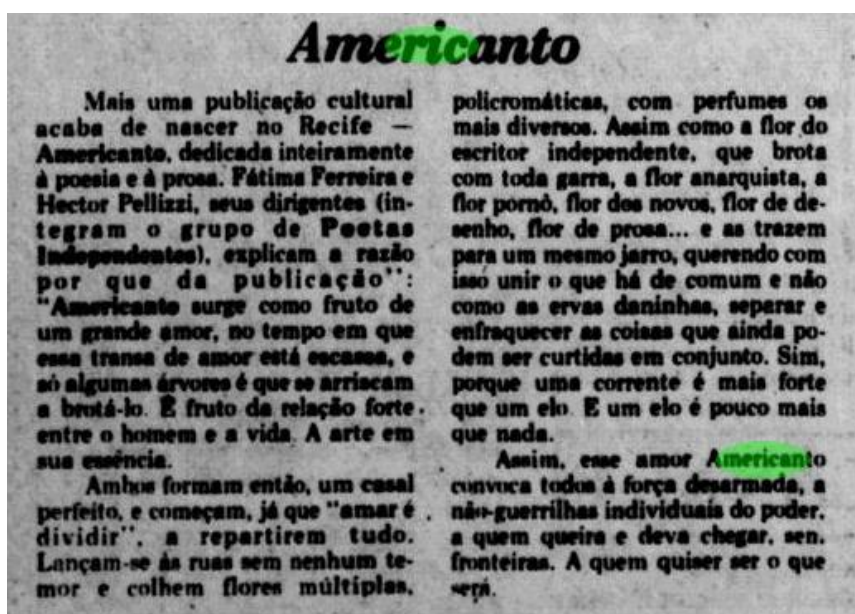 Americanto
Mais uma publicação cultural
acaba de nascer no Recife —
Americanto, dedicada inteiramente
à poesia e à prosa. Fátima Ferreira e
Hector Pellizzi, seus dirigentes (in-
tegram o grupo de Poetas
Independentes), explicam a razão
por que da publicação":
"Americanto surge como fruto de
um grande amor, no tempo em que
essa transa de amor está escassa, e
só algumas árvores é que se arriscam
a brotá-lo. É fruto da relação forte
entre o homem e a vida. A arte em
sua essência.
Ambos formam então, um casal
perfeito, e começam, já que "amar é
dividir", a repartirem tudo.
Lançam-se às ruas sem nenhum te-
mor e colhem flores múltiplas,
policromáticas, com perfumes os
mais diversos. Assim como a flor do
escritor independente, que brota
com toda garra, a flor anarquista, a
flor pornô, flor dos novos, flor de de-
senho, flor de prosa... e as trazem
para um mesmo jarro, querendo com
isso unir o que há de comum e não
como as ervas daninhas, separar e
enfraquecer as coisas que ainda po-
dem ser curtidas em conjunto. Sim,
porque uma corrente é mais forte
que um elo. E um elo é pouco mais
que nada.
Assim, esse amor Americanto
convoca todos à força desarmada, a
não-guerrilhas individuais do poder,
a quem queira e deva chegar, sem
fronteiras. A quem quiser ser o que
será.